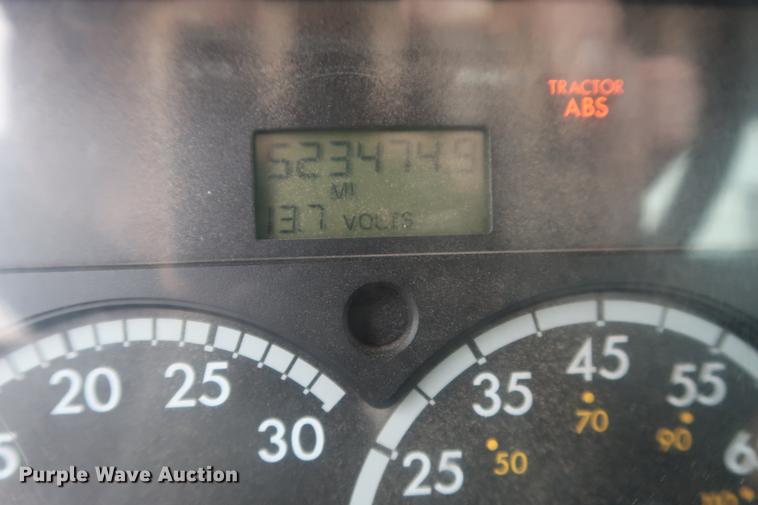 TRACTOR
ABS
523474.9
MI
13.7 VOLTS
20
25
30
25
35
45
55
50
70
90
Purple Wave Auction